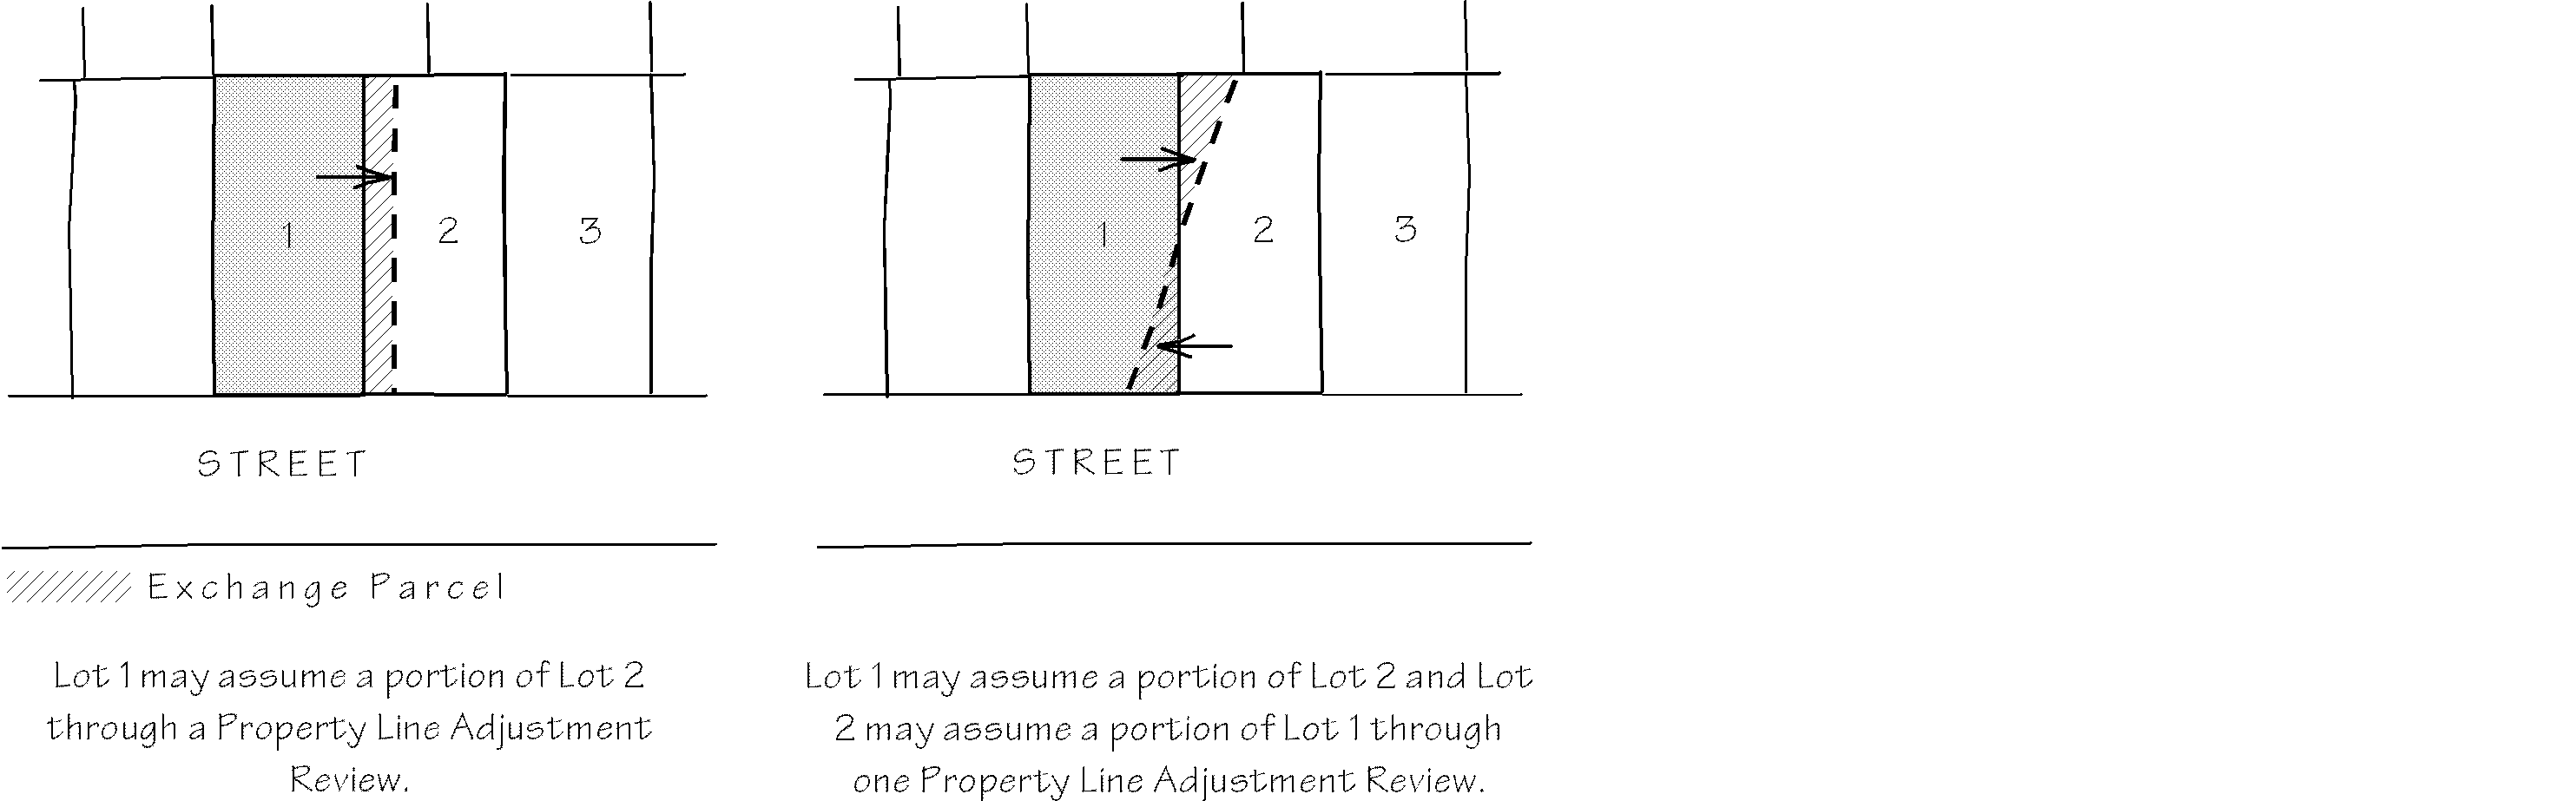 1
2
3
STREET
Exchange Parcel
Lot 1 may assume a portion of Lot 2
through a Property Line Adjustment
Review.
1
2
3
STREET
Lot 1 may assume a portion of Lot 2 and Lot
2 may assume a portion of Lot 1 through
one Property Line Adjustment Review.